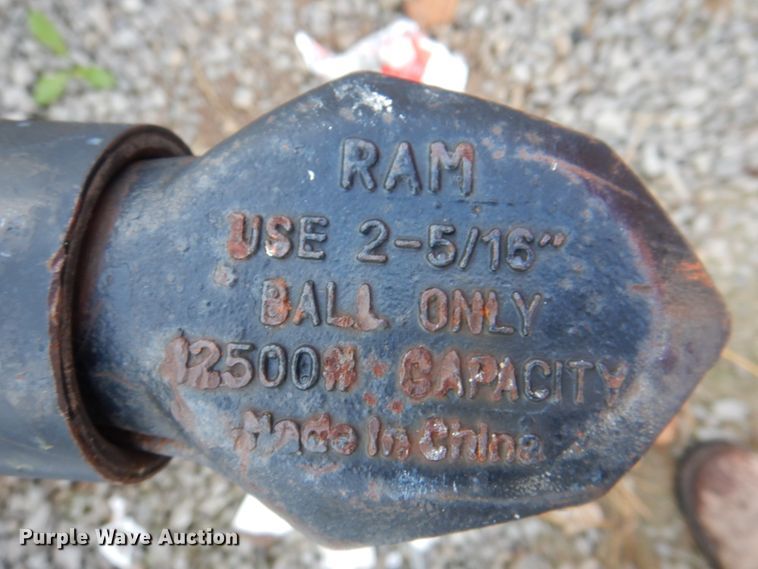 RAM
USE 2-5/16"
BALL ONLY
12500# CAPACITY
Made In China
Purple Wave Auction